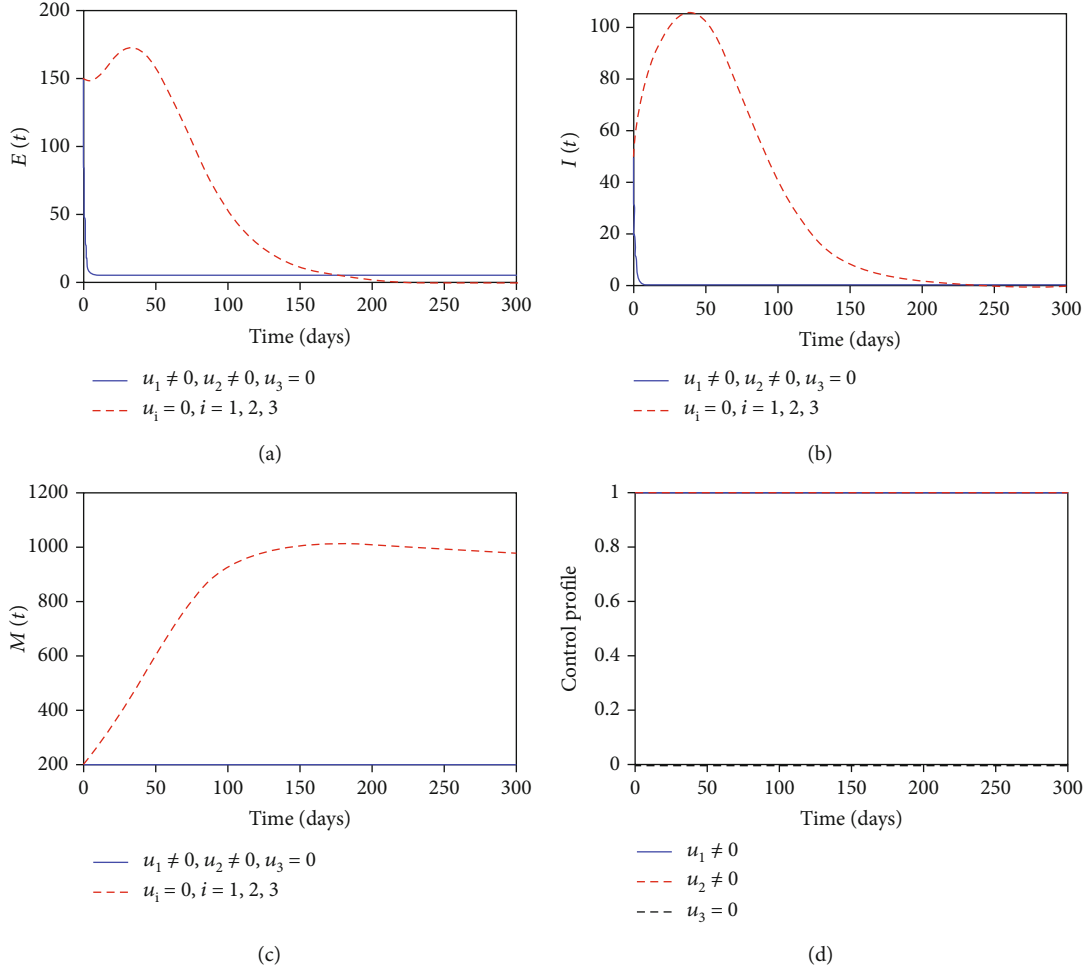 200
150
100
50
0
E (t)
0 50 100 150 200 250 300
Time (days)
u₁ ≠ 0, u₂ ≠ 0, u₃ = 0
uᵢ = 0, i = 1, 2, 3
(a)
100
80
60
40
20
0
I (t)
0 50 100 150 200 250 300
Time (days)
u₁ ≠ 0, u₂ ≠ 0, u₃ = 0
uᵢ = 0, i = 1, 2, 3
(b)
1200
1000
800
600
400
200
M (t)
0 50 100 150 200 250 300
Time (days)
u₁ ≠ 0, u₂ ≠ 0, u₃ = 0
uᵢ = 0, i = 1, 2, 3
(c)
1
0.8
0.6
0.4
0.2
0
Control profile
0 50 100 150 200 250 300
Time (days)
u₁ ≠ 0
u₂ ≠ 0
u₃ = 0
(d)